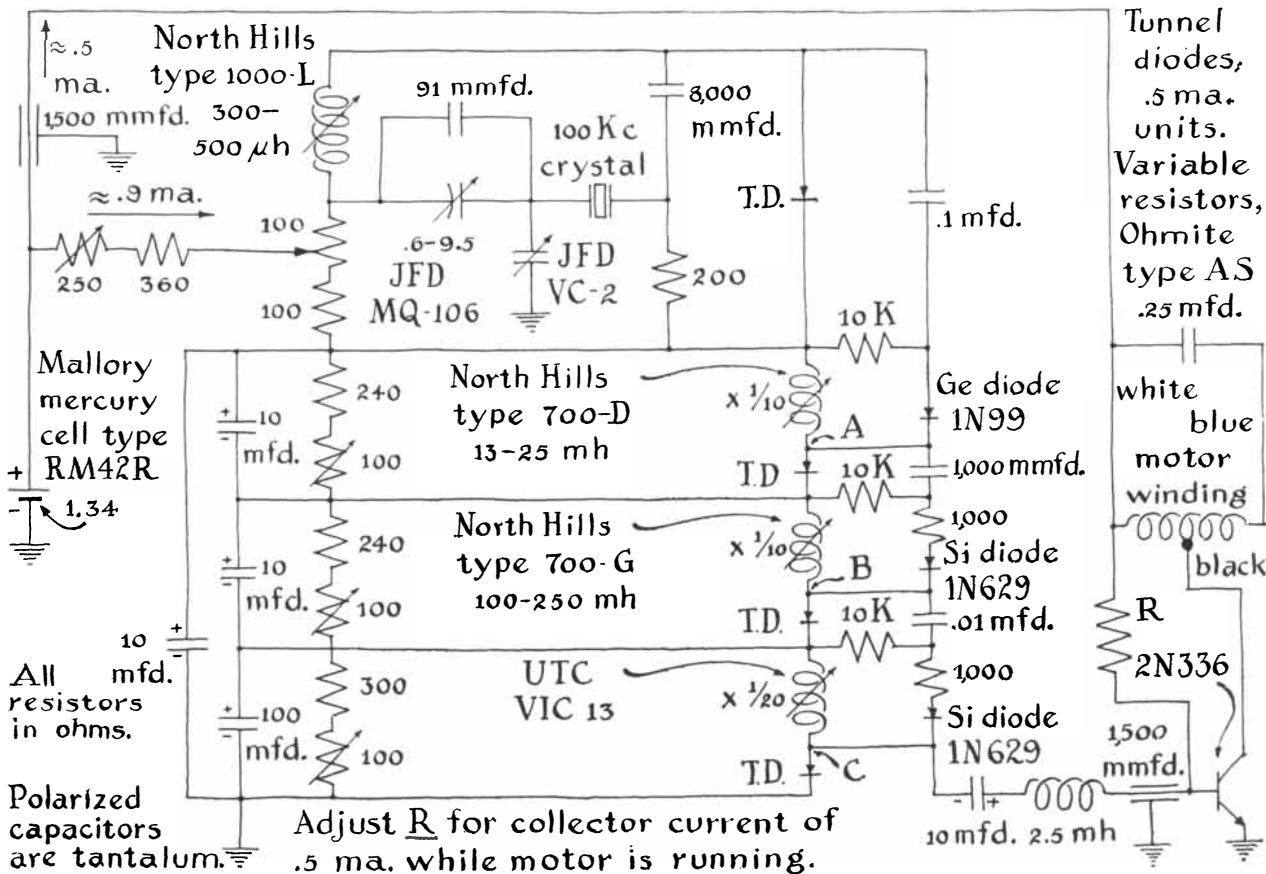 ≈ .5
ma.
1,500 mmfd.
North Hills
type 1000-L
300–
500 μh
91 mmfd.
100 Kc
crystal
8,000
mmfd.
T.D.
.1 mfd.
Tunnel
diodes,
.5 ma.
units.
Variable
resistors,
Ohmite
type AS
.25 mfd.
≈ .9 ma.
250
360
100
100
.6–9.5
JFD
MQ-106
JFD
VC-2
200
10 K
Mallory
mercury
cell type
RM42R
+
-
1.34
+
-
10
mfd.
240
100
North Hills
type 700-D
13–25 mh
x 1/10
A
T.D
10 K
Ge diode
1N99
1,000 mmfd.
white
blue
motor
winding
black
+
-
10
mfd.
240
100
North Hills
type 700-G
100–250 mh
x 1/10
B
T.D.
10K
1,000
Si diode
1N629
.01 mfd.
R
2N336
10
mfd.
+
-
All
resistors
in ohms.
+
-
100
mfd.
300
100
UTC
VIC 13
x 1/20
C
T.D.
1,000
Si diode
1N629
1,500
mmfd.
- +
10 mfd.
2.5 mh
Polarized
capacitors
are tantalum.
Adjust R for collector current of
.5 ma. while motor is running.